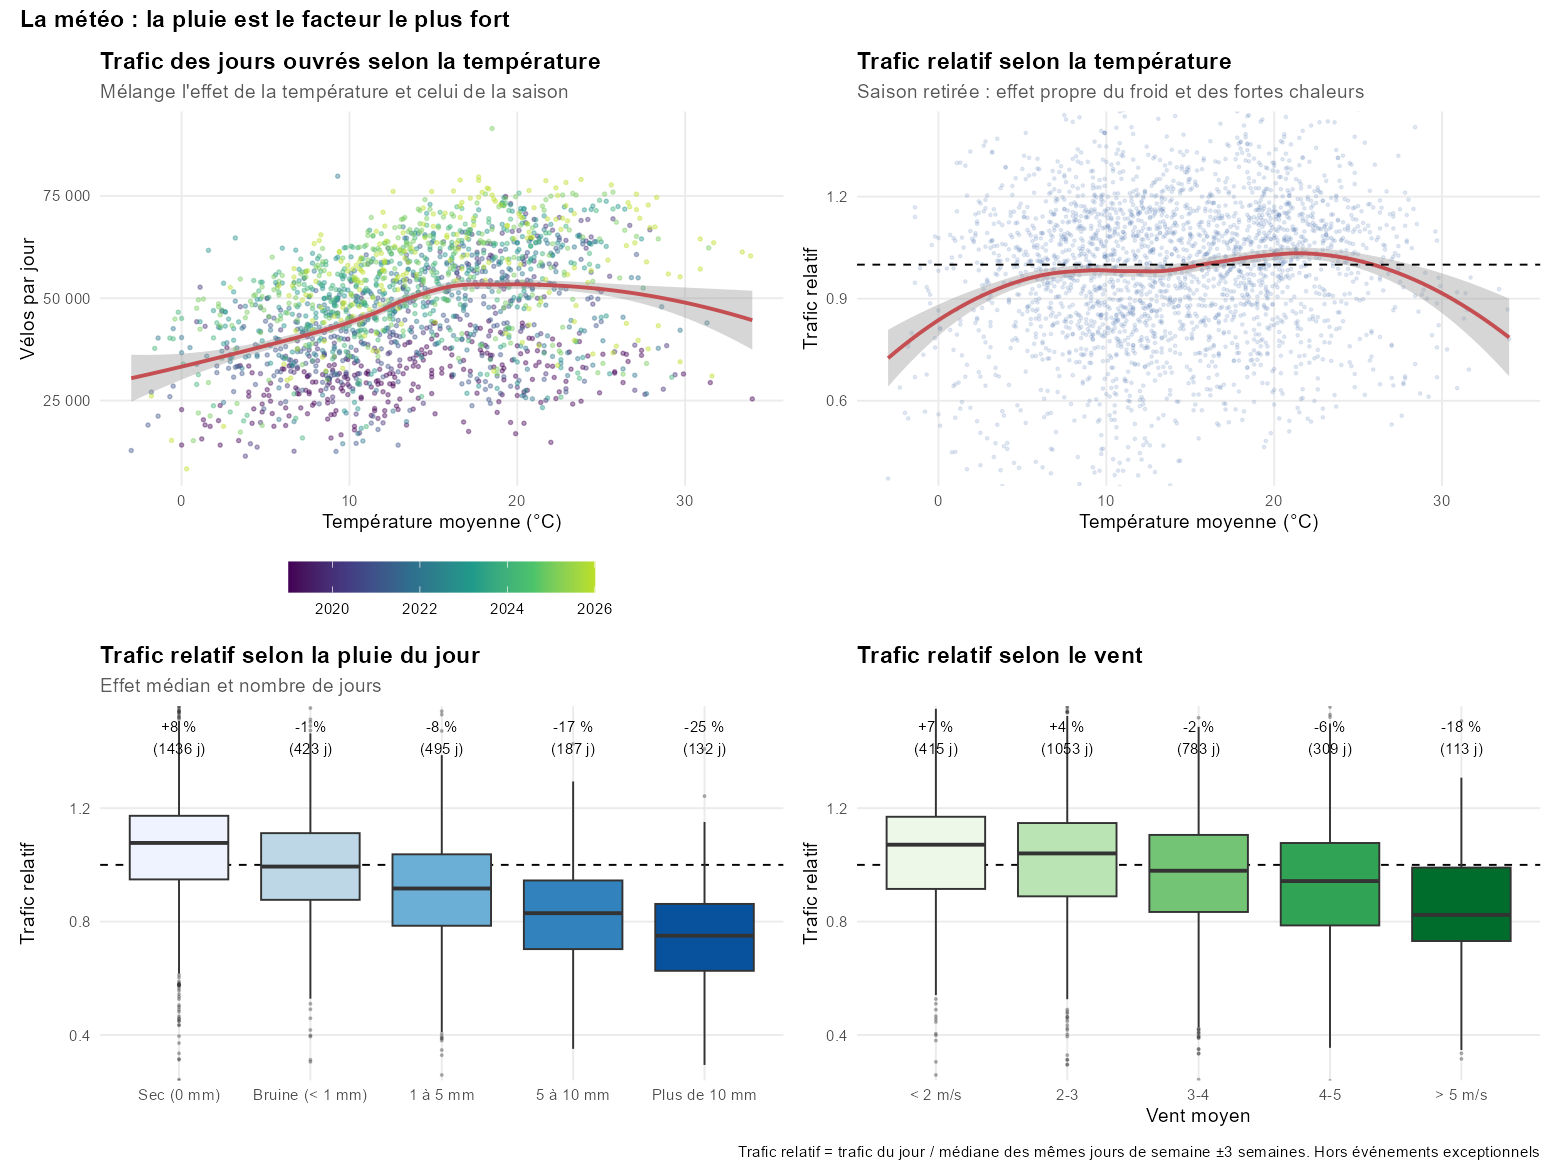 La météo : la pluie est le facteur le plus fort
Trafic des jours ouvrés selon la température
Mélange l'effet de la température et celui de la saison
Vélos par jour
75 000
50 000
25 000
0
10
20
30
Température moyenne (°C)
2020
2022
2024
2026
Trafic relatif selon la température
Saison retirée : effet propre du froid et des fortes chaleurs
Trafic relatif
1.2
0.9
0.6
0
10
20
30
Température moyenne (°C)
Trafic relatif selon la pluie du jour
Effet médian et nombre de jours
Trafic relatif
+8 %
(1436 j)
-1 %
(423 j)
-8 %
(495 j)
-17 %
(187 j)
-25 %
(132 j)
1.2
0.8
0.4
Sec (0 mm)
Bruine (< 1 mm)
1 à 5 mm
5 à 10 mm
Plus de 10 mm
Trafic relatif selon le vent
Trafic relatif
+7 %
(415 j)
+4 %
(1053 j)
-2 %
(783 j)
-6 %
(309 j)
-18 %
(113 j)
1.2
0.8
0.4
< 2 m/s
2-3
3-4
4-5
> 5 m/s
Vent moyen
Trafic relatif = trafic du jour / médiane des mêmes jours de semaine ±3 semaines. Hors événements exceptionnels